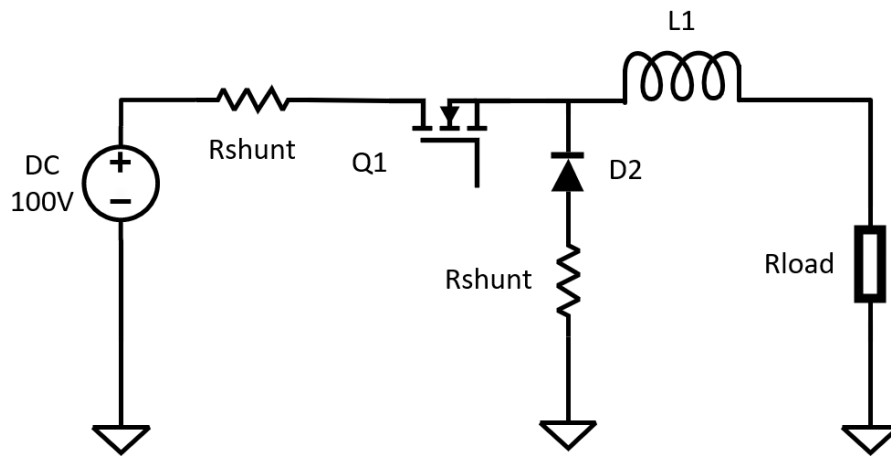 L1
Rshunt
DC
100V
Q1
D2
Rshunt
Rload